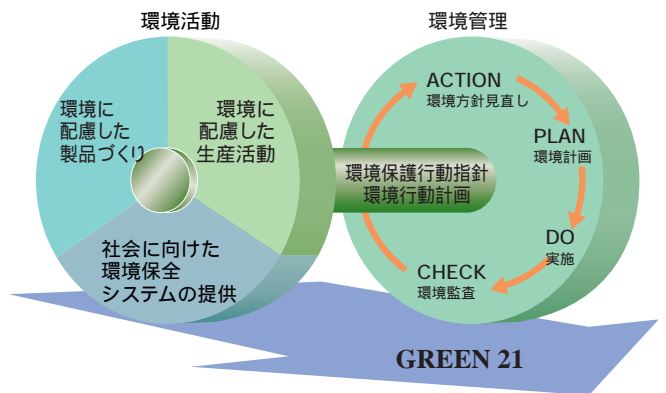 環境活動
環境管理
環境に
配慮した
製品づくり
環境に
配慮した
生産活動
社会に向けた
環境保全
システムの提供
環境保護行動指針
環境行動計画
ACTION
環境方針見直し
PLAN
環境計画
DO
実施
CHECK
環境監査
GREEN 21